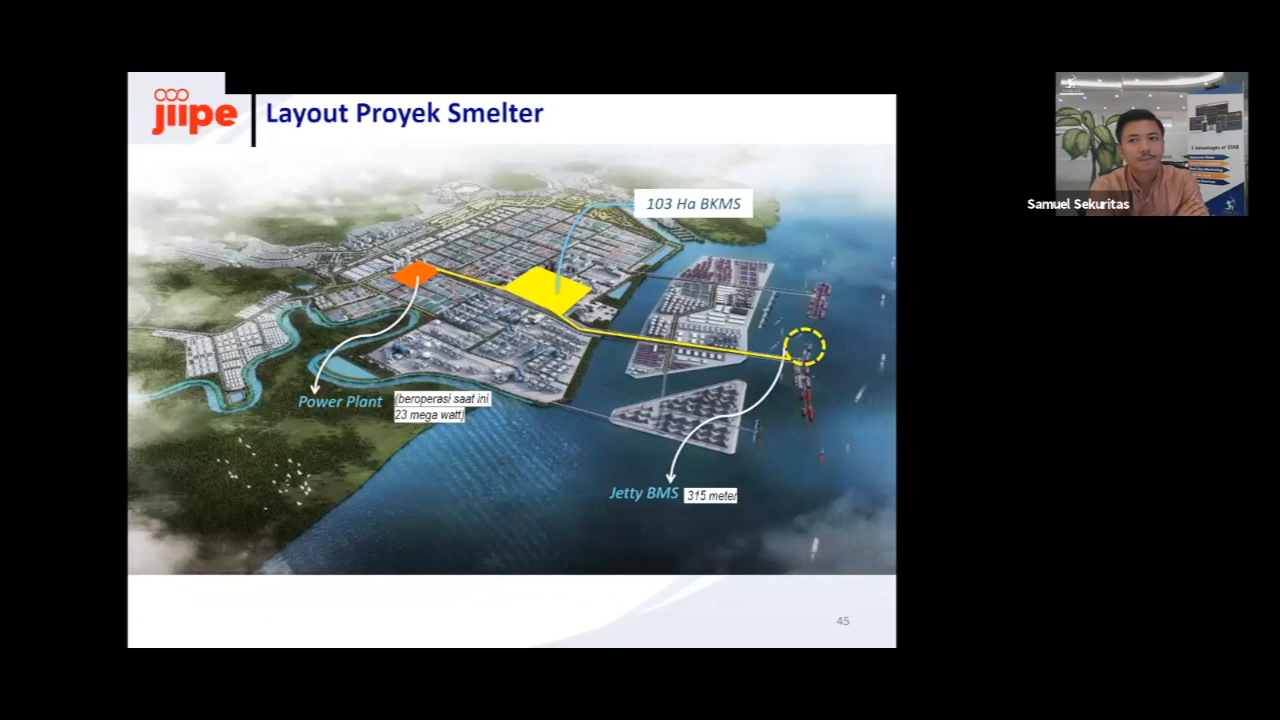 jiipe
Layout Proyek Smelter
103 Ha BKMS
Power Plant
(beroperasi saat ini
23 mega watt)
Jetty BMS
315 meter
45
Samuel Sekuritas